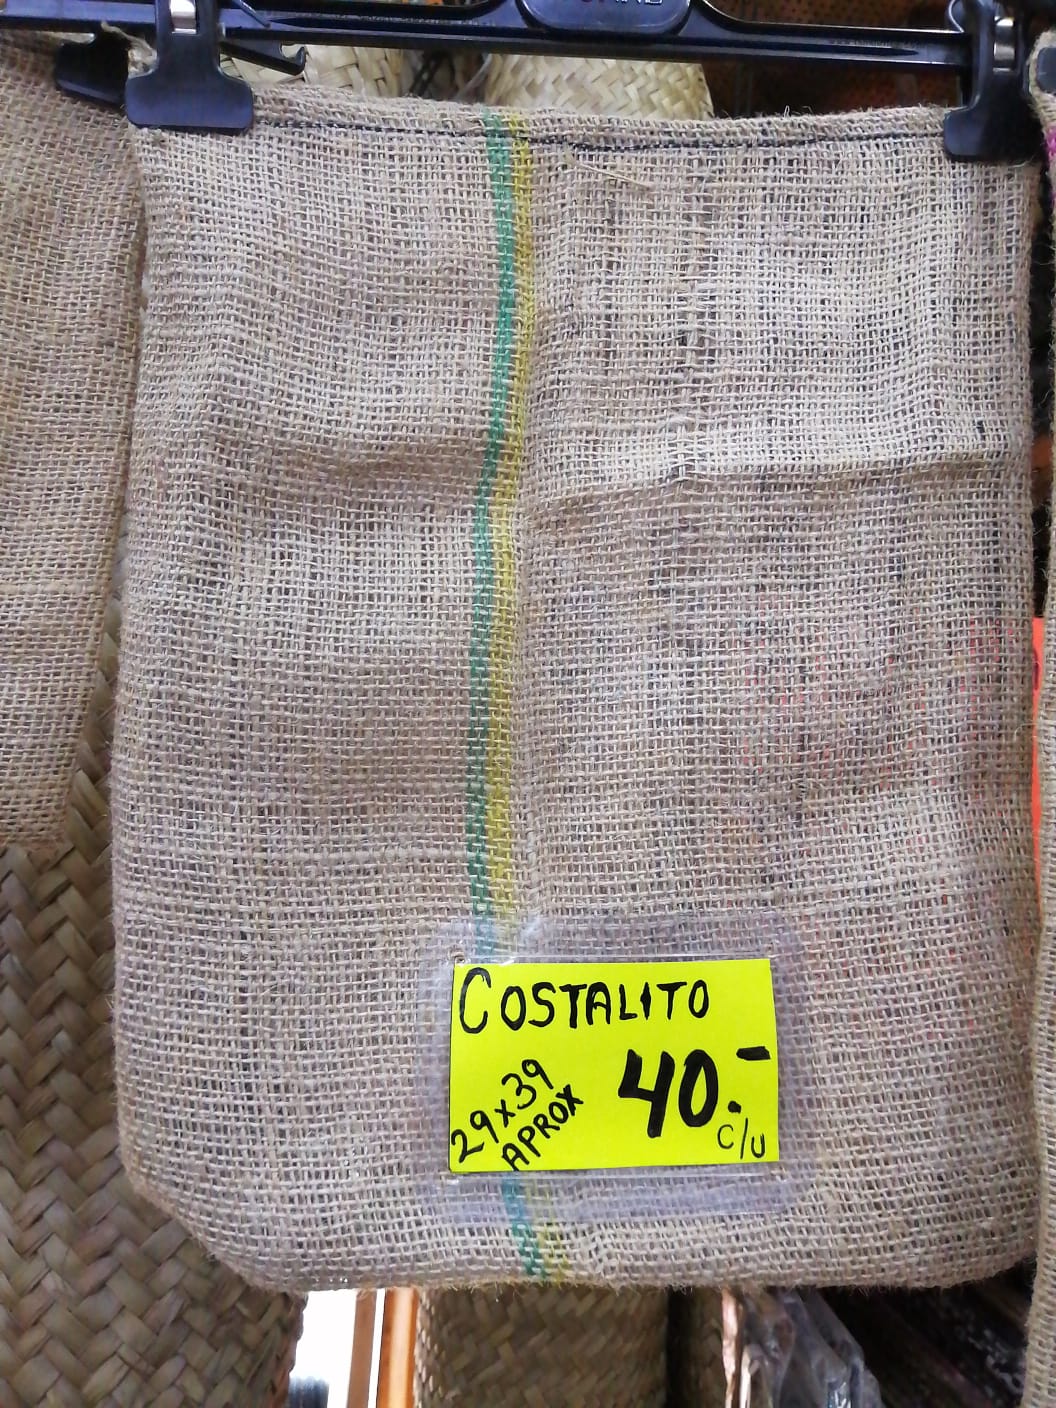 COSTALITO
29x39
APROX
40.-
c/u